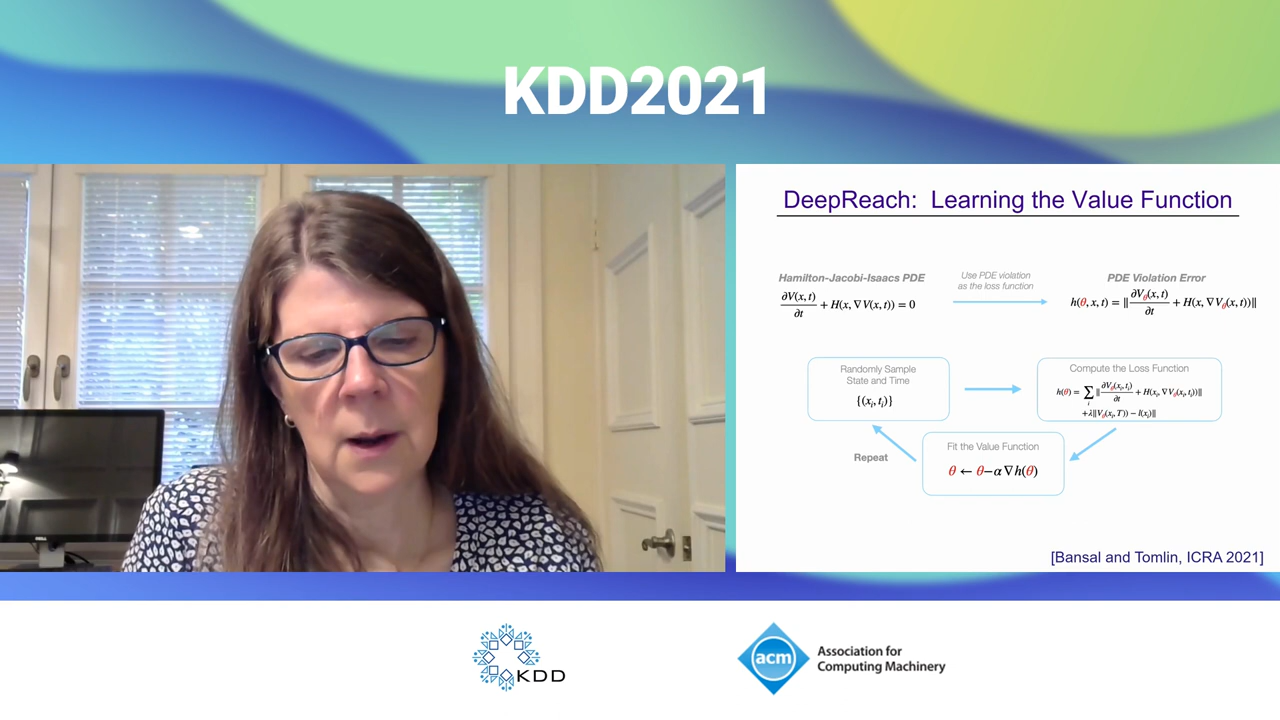 KDD2021
DeepReach: Learning the Value Function
Hamilton-Jacobi-Isaacs PDE
∂V(x, t)/∂t + H(x, ∇V(x, t)) = 0
Use PDE violation
as the loss function
PDE Violation Error
h(θ, x, t) = ‖∂V_θ(x, t)/∂t + H(x, ∇V_θ(x, t))‖
Randomly Sample
State and Time
{(x_i, t_i)}
Compute the Loss Function
h(θ) = ∑_i ‖∂V_θ(x_i, t_i)/∂t + H(x_i, ∇V_θ(x_i, t_i))‖
+λ‖V_θ(x_i, T)) − l(x_i)‖
Fit the Value Function
θ ← θ−α ∇h(θ)
Repeat
[Bansal and Tomlin, ICRA 2021]
DELL
KDD
acm
Association for
Computing Machinery